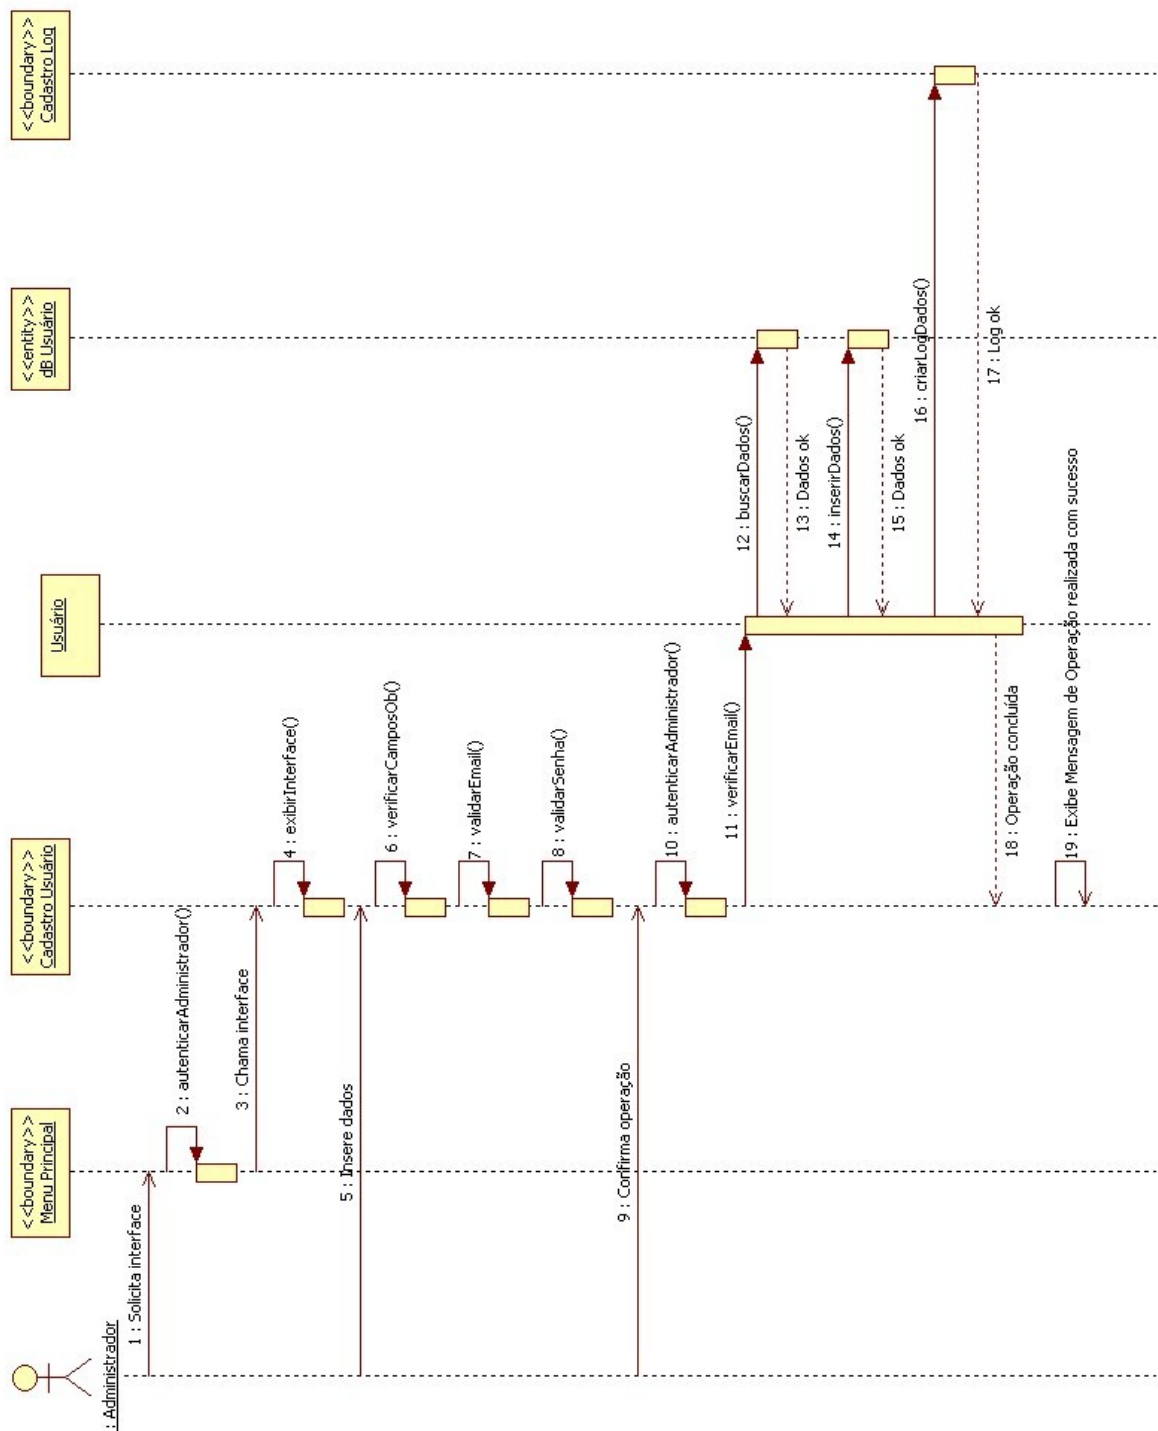 : Administrador
<<boundary>>
Menu Principal
<<boundary>>
Cadastro Usuário
Usuário
<<entity>>
dB Usuário
<<boundary>>
Cadastro Log
1 : Solicita interface
2 : autenticarAdministrador()
3 : Chama interface
4 : exibirInterface()
5 : Insere dados
6 : verificarCamposOb()
7 : validarEmail()
8 : validarSenha()
9 : Confirma operação
10 : autenticarAdministrador()
11 : verificarEmail()
12 : buscarDados()
13 : Dados ok
14 : inserirDados()
15 : Dados ok
16 : criarLogDados()
17 : Log ok
18 : Operação concluída
19 : Exibe Mensagem de Operação realizada com sucesso